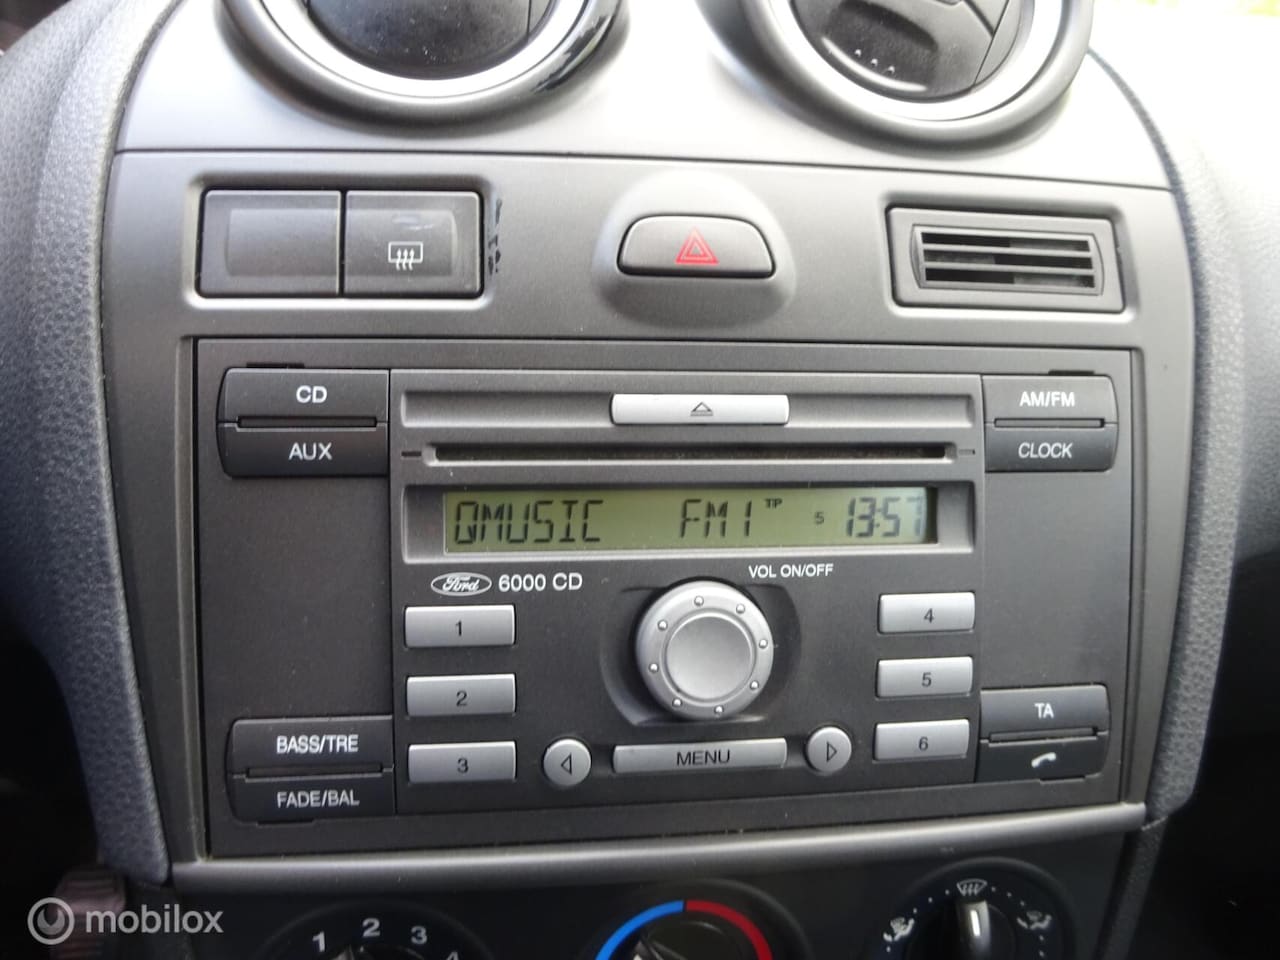 CD
AUX
AM/FM
CLOCK
QMUSIC FM1 TP 5 13:57
Ford 6000 CD
VOL ON/OFF
1
2
3
4
5
6
MENU
BASS/TRE
FADE/BAL
TA
1 2 3 4
mobilox